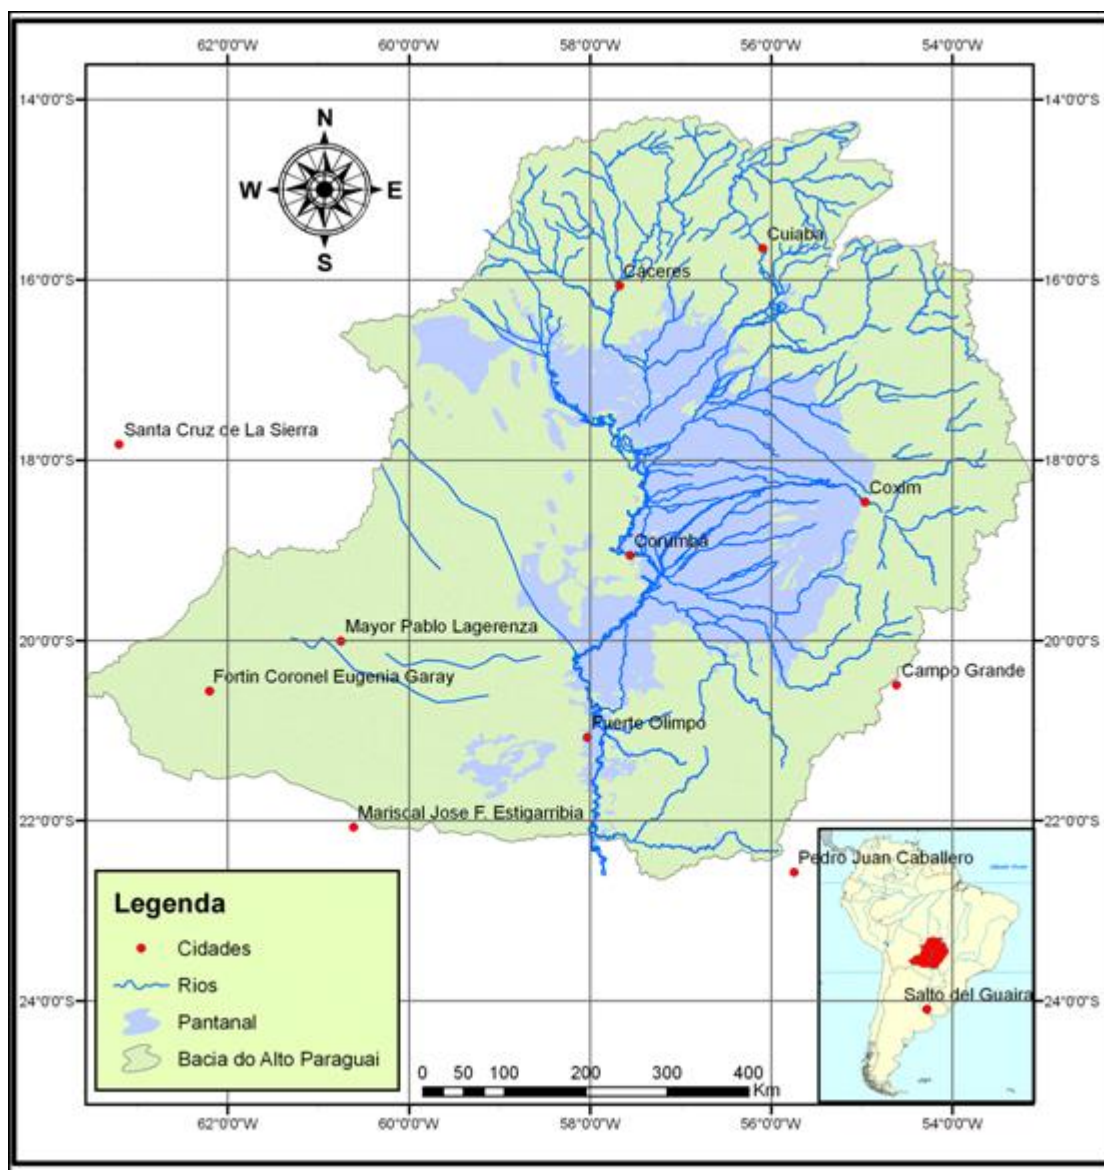 62°0'0"W 60°0'0"W 58°0'0"W 56°0'0"W 54°0'0"W
14°0'0"S 14°0'0"S
N
W E
S
Cuiaba
Caceres
16°0'0"S 16°0'0"S
Santa Cruz de La Sierra
18°0'0"S 18°0'0"S
Coxim
Corumba
Mayor Pablo Lagerenza
20°0'0"S 20°0'0"S
Fortin Coronel Eugenia Garay
Campo Grande
Fuerte Olimpo
Mariscal Jose F. Estigarribia
22°0'0"S 22°0'0"S
Pedro Juan Caballero
Legenda
Cidades
Rios
Pantanal
Bacia do Alto Paraguai
Salto del Guaira
24°0'0"S 24°0'0"S
0 50 100 200 300 400
Km
62°0'0"W 60°0'0"W 58°0'0"W 56°0'0"W 54°0'0"W